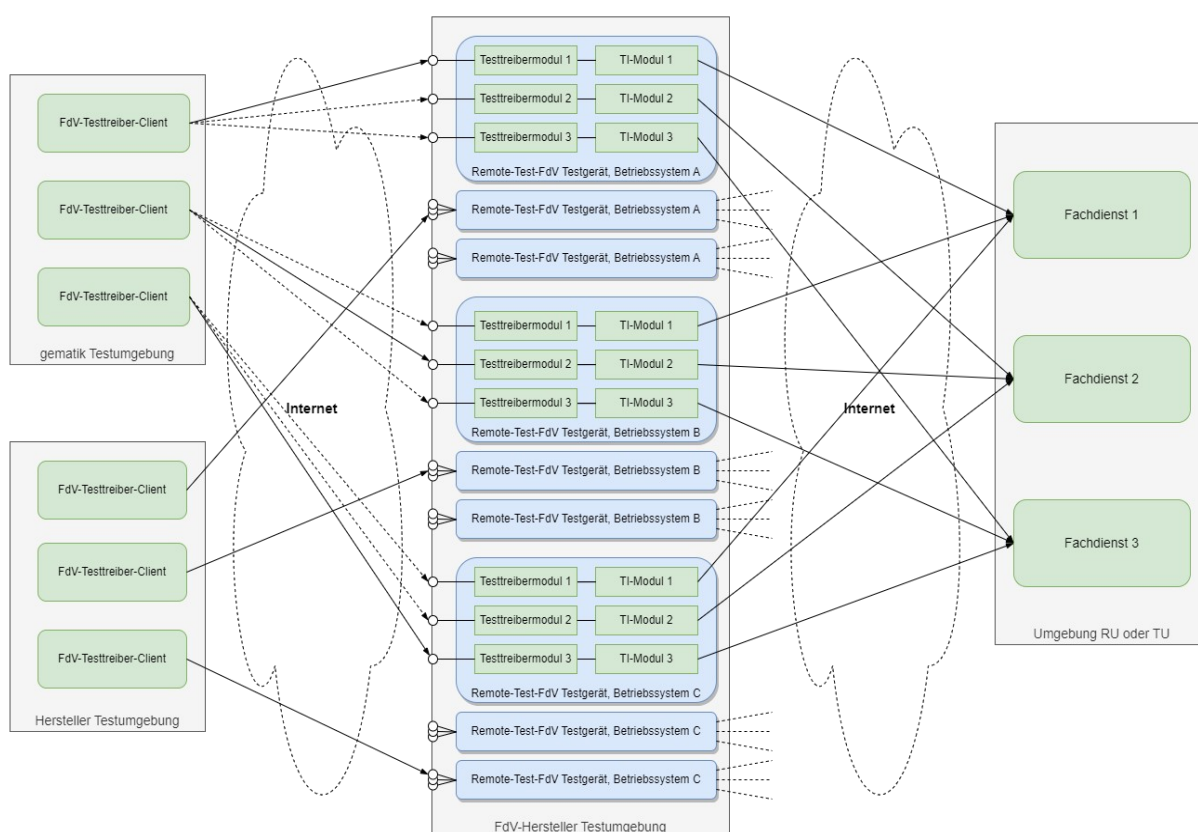 FdV-Testtreiber-Client
FdV-Testtreiber-Client
FdV-Testtreiber-Client
gematik Testumgebung
FdV-Testtreiber-Client
FdV-Testtreiber-Client
FdV-Testtreiber-Client
Hersteller Testumgebung
Internet
Testtreibermodul 1 TI-Modul 1
Testtreibermodul 2 TI-Modul 2
Testtreibermodul 3 TI-Modul 3
Remote-Test-FdV Testgerät, Betriebssystem A
Remote-Test-FdV Testgerät, Betriebssystem A
Remote-Test-FdV Testgerät, Betriebssystem A
Testtreibermodul 1 TI-Modul 1
Testtreibermodul 2 TI-Modul 2
Testtreibermodul 3 TI-Modul 3
Remote-Test-FdV Testgerät, Betriebssystem B
Remote-Test-FdV Testgerät, Betriebssystem B
Remote-Test-FdV Testgerät, Betriebssystem B
Testtreibermodul 1 TI-Modul 1
Testtreibermodul 2 TI-Modul 2
Testtreibermodul 3 TI-Modul 3
Remote-Test-FdV Testgerät, Betriebssystem C
Remote-Test-FdV Testgerät, Betriebssystem C
Remote-Test-FdV Testgerät, Betriebssystem C
FdV-Hersteller Testumgebung
Internet
Fachdienst 1
Fachdienst 2
Fachdienst 3
Umgebung RU oder TU